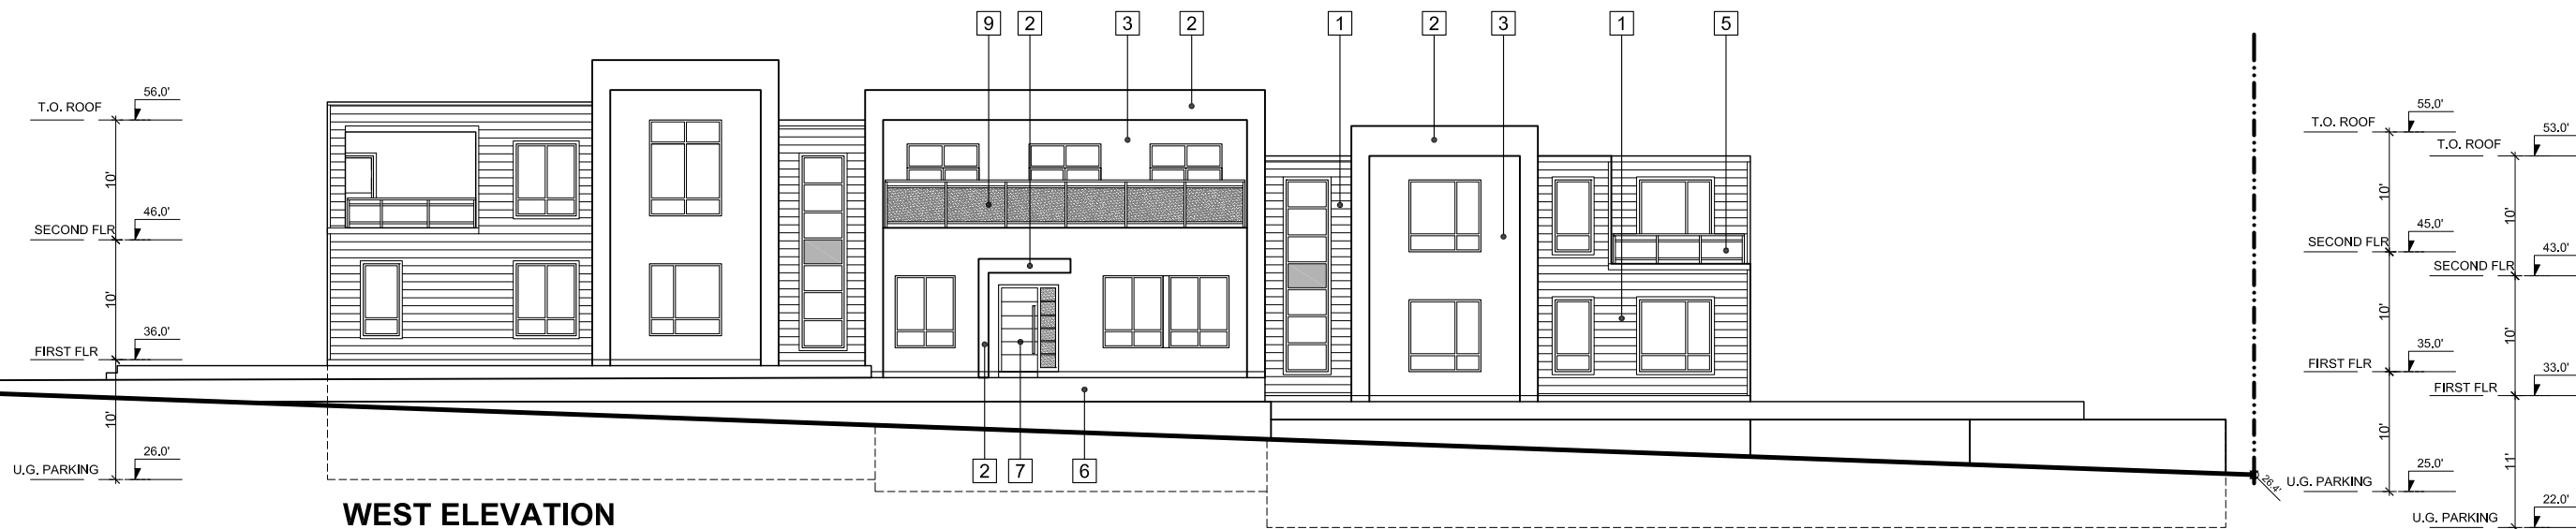 9 2 3 2 1 2 3 1 5
T.O. ROOF 56.0'
10'
SECOND FLR 46.0'
10'
FIRST FLR 36.0'
10'
U.G. PARKING 26.0'
2 7 6
WEST ELEVATION
26.4'
T.O. ROOF 55.0'
10'
SECOND FLR 45.0'
10'
FIRST FLR 35.0'
10'
U.G. PARKING 25.0'
T.O. ROOF 53.0'
10'
SECOND FLR 43.0'
10'
FIRST FLR 33.0'
11'
U.G. PARKING 22.0'